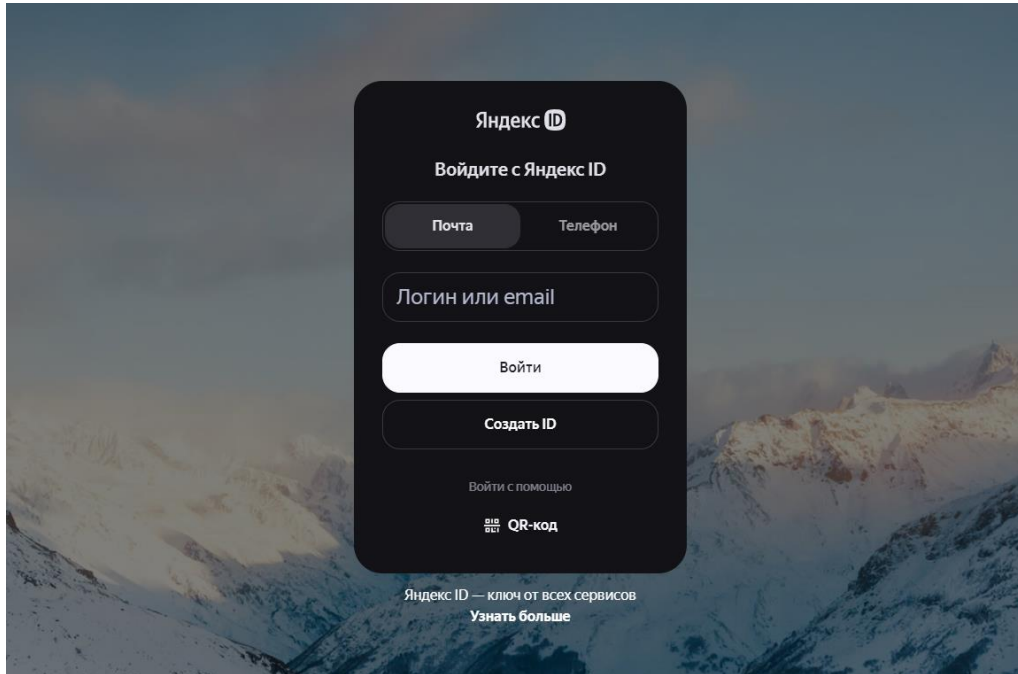 Яндекс ID
Войдите с Яндекс ID
Почта Телефон
Логин или email
Войти
Создать ID
Войти с помощью
QR-код
Яндекс ID — ключ от всех сервисов
Узнать больше